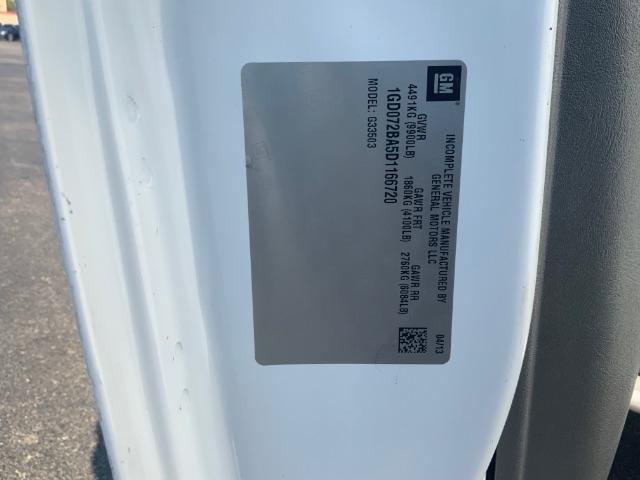 GM
INCOMPLETE VEHICLE MANUFACTURED BY
GENERAL MOTORS LLC
04/13
GVWR GAWR FRT GAWR RR
4491KG (9900LB) 1860KG (4100LB) 2760KG (6084LB)
1GD072BA5D1166720
MODEL: G33503